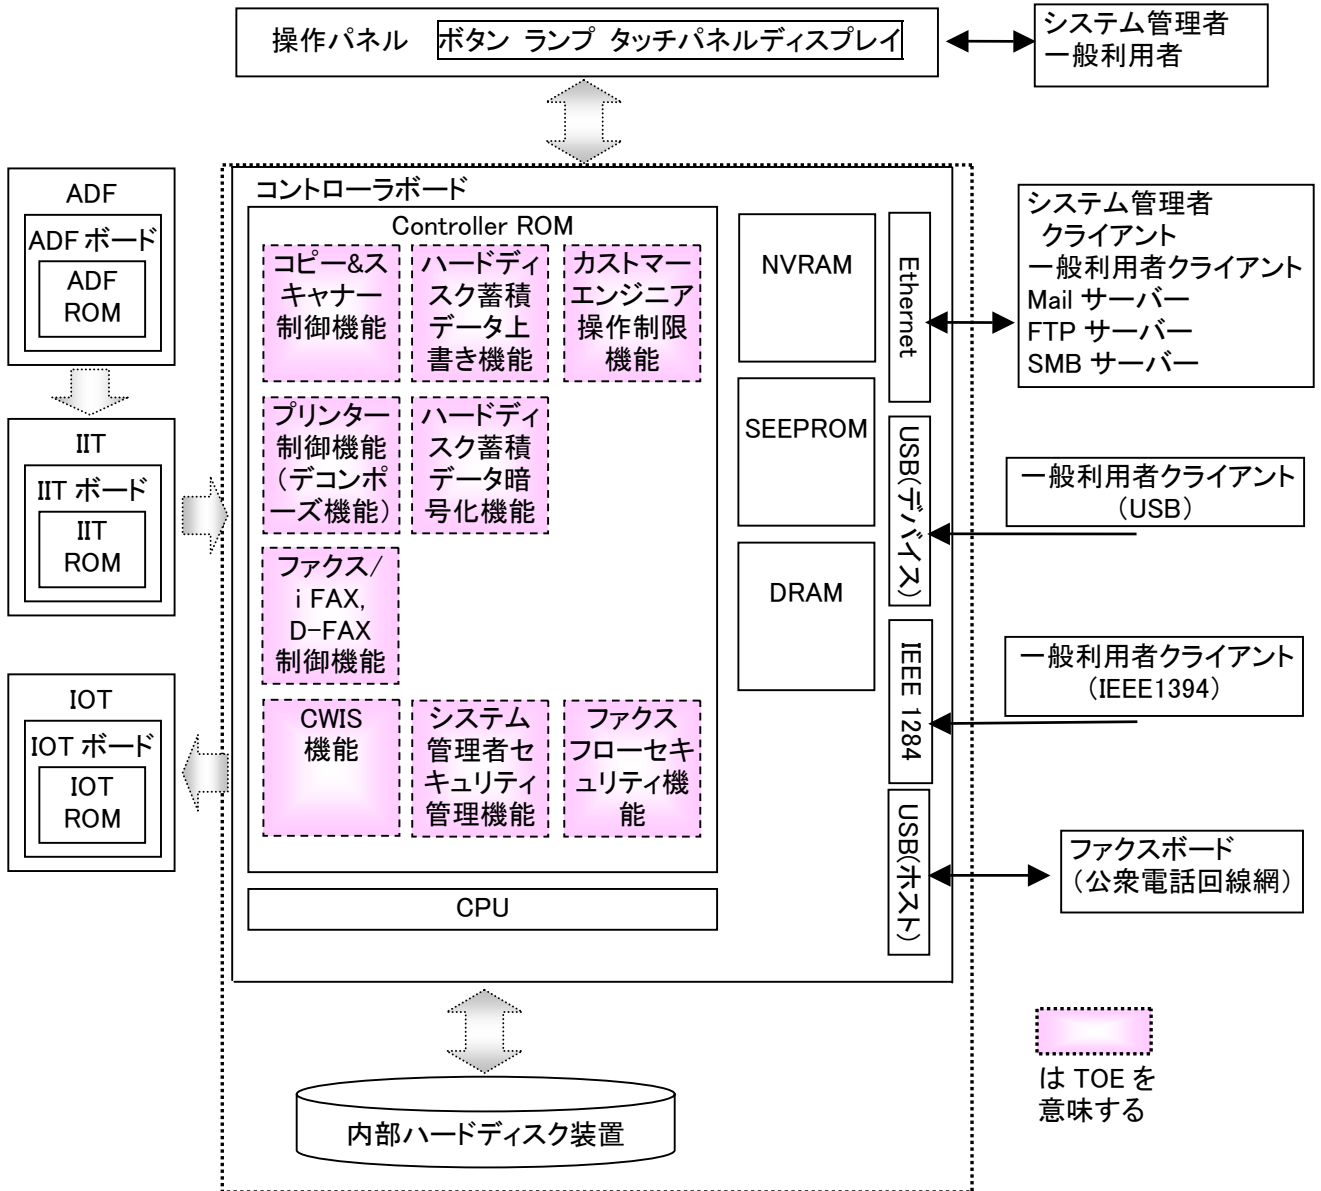 操作パネル ボタン ランプ タッチパネルディスプレイ
システム管理者
一般利用者
コントローラボード
Controller ROM
コピー&ス
キャナー
制御機能
ハードディ
スク蓄積
データ上
書き機能
カストマー
エンジニア
操作制限
機能
プリンター
制御機能
(デコンポ
ーズ機能)
ハードディ
スク蓄積
データ暗
号化機能
ファクス/
i FAX,
D-FAX
制御機能
CWIS
機能
システム
管理者セ
キュリティ
管理機能
ファクス
フローセキ
ュリティ機
能
CPU
NVRAM
SEEPROM
DRAM
Ethernet
USB(デバイス)
IEEE 1284
USB(ホスト)
ADF
ADF ボード
ADF
ROM
IIT
IIT ボード
IIT
ROM
IOT
IOT ボード
IOT
ROM
システム管理者
クライアント
一般利用者クライアント
Mail サーバー
FTP サーバー
SMB サーバー
一般利用者クライアント
(USB)
一般利用者クライアント
(IEEE1394)
ファクスボード
(公衆電話回線網)
内部ハードディスク装置
は TOE を
意味する